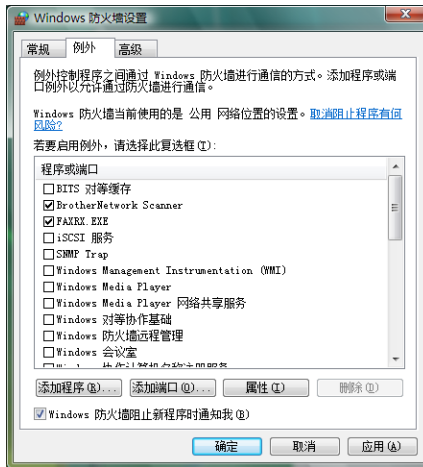 Windows 防火墙设置
常规 例外 高级
例外控制程序之间通过 Windows 防火墙进行通信的方式。添加程序或端
口例外以允许通过防火墙进行通信。
Windows 防火墙当前使用的是 公用 网络位置的设置。取消阻止程序有何
风险?
若要启用例外，请选择此复选框(T):
程序或端口
BITS 对等缓存
BrotherNetwork Scanner
FAXRX.EXE
iSCSI 服务
SNMP Trap
Windows Management Instrumentation (WMI)
Windows Media Player
Windows Media Player 网络共享服务
Windows 对等协作基础
Windows 防火墙远程管理
Windows 会议室
添加程序(R)... 添加端口(O)... 属性(I) 删除(D)
Windows 防火墙阻止新程序时通知我(B)
确定 取消 应用(A)